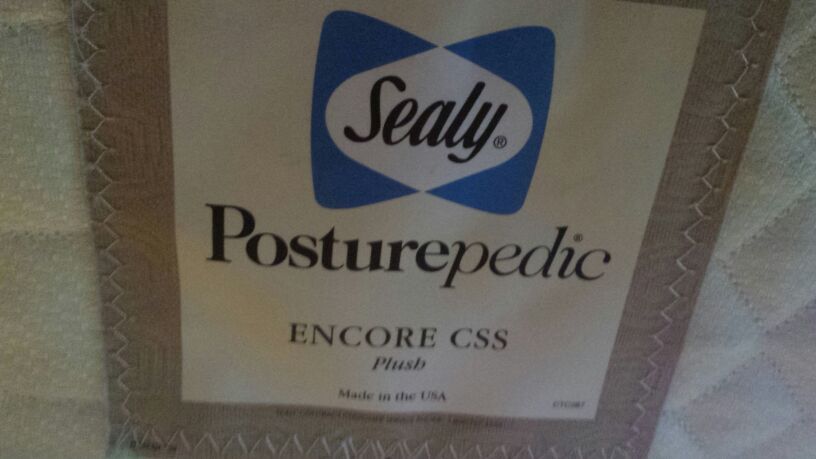 Sealy®
Posturepedic®
ENCORE CSS
Plush
Made in the USA